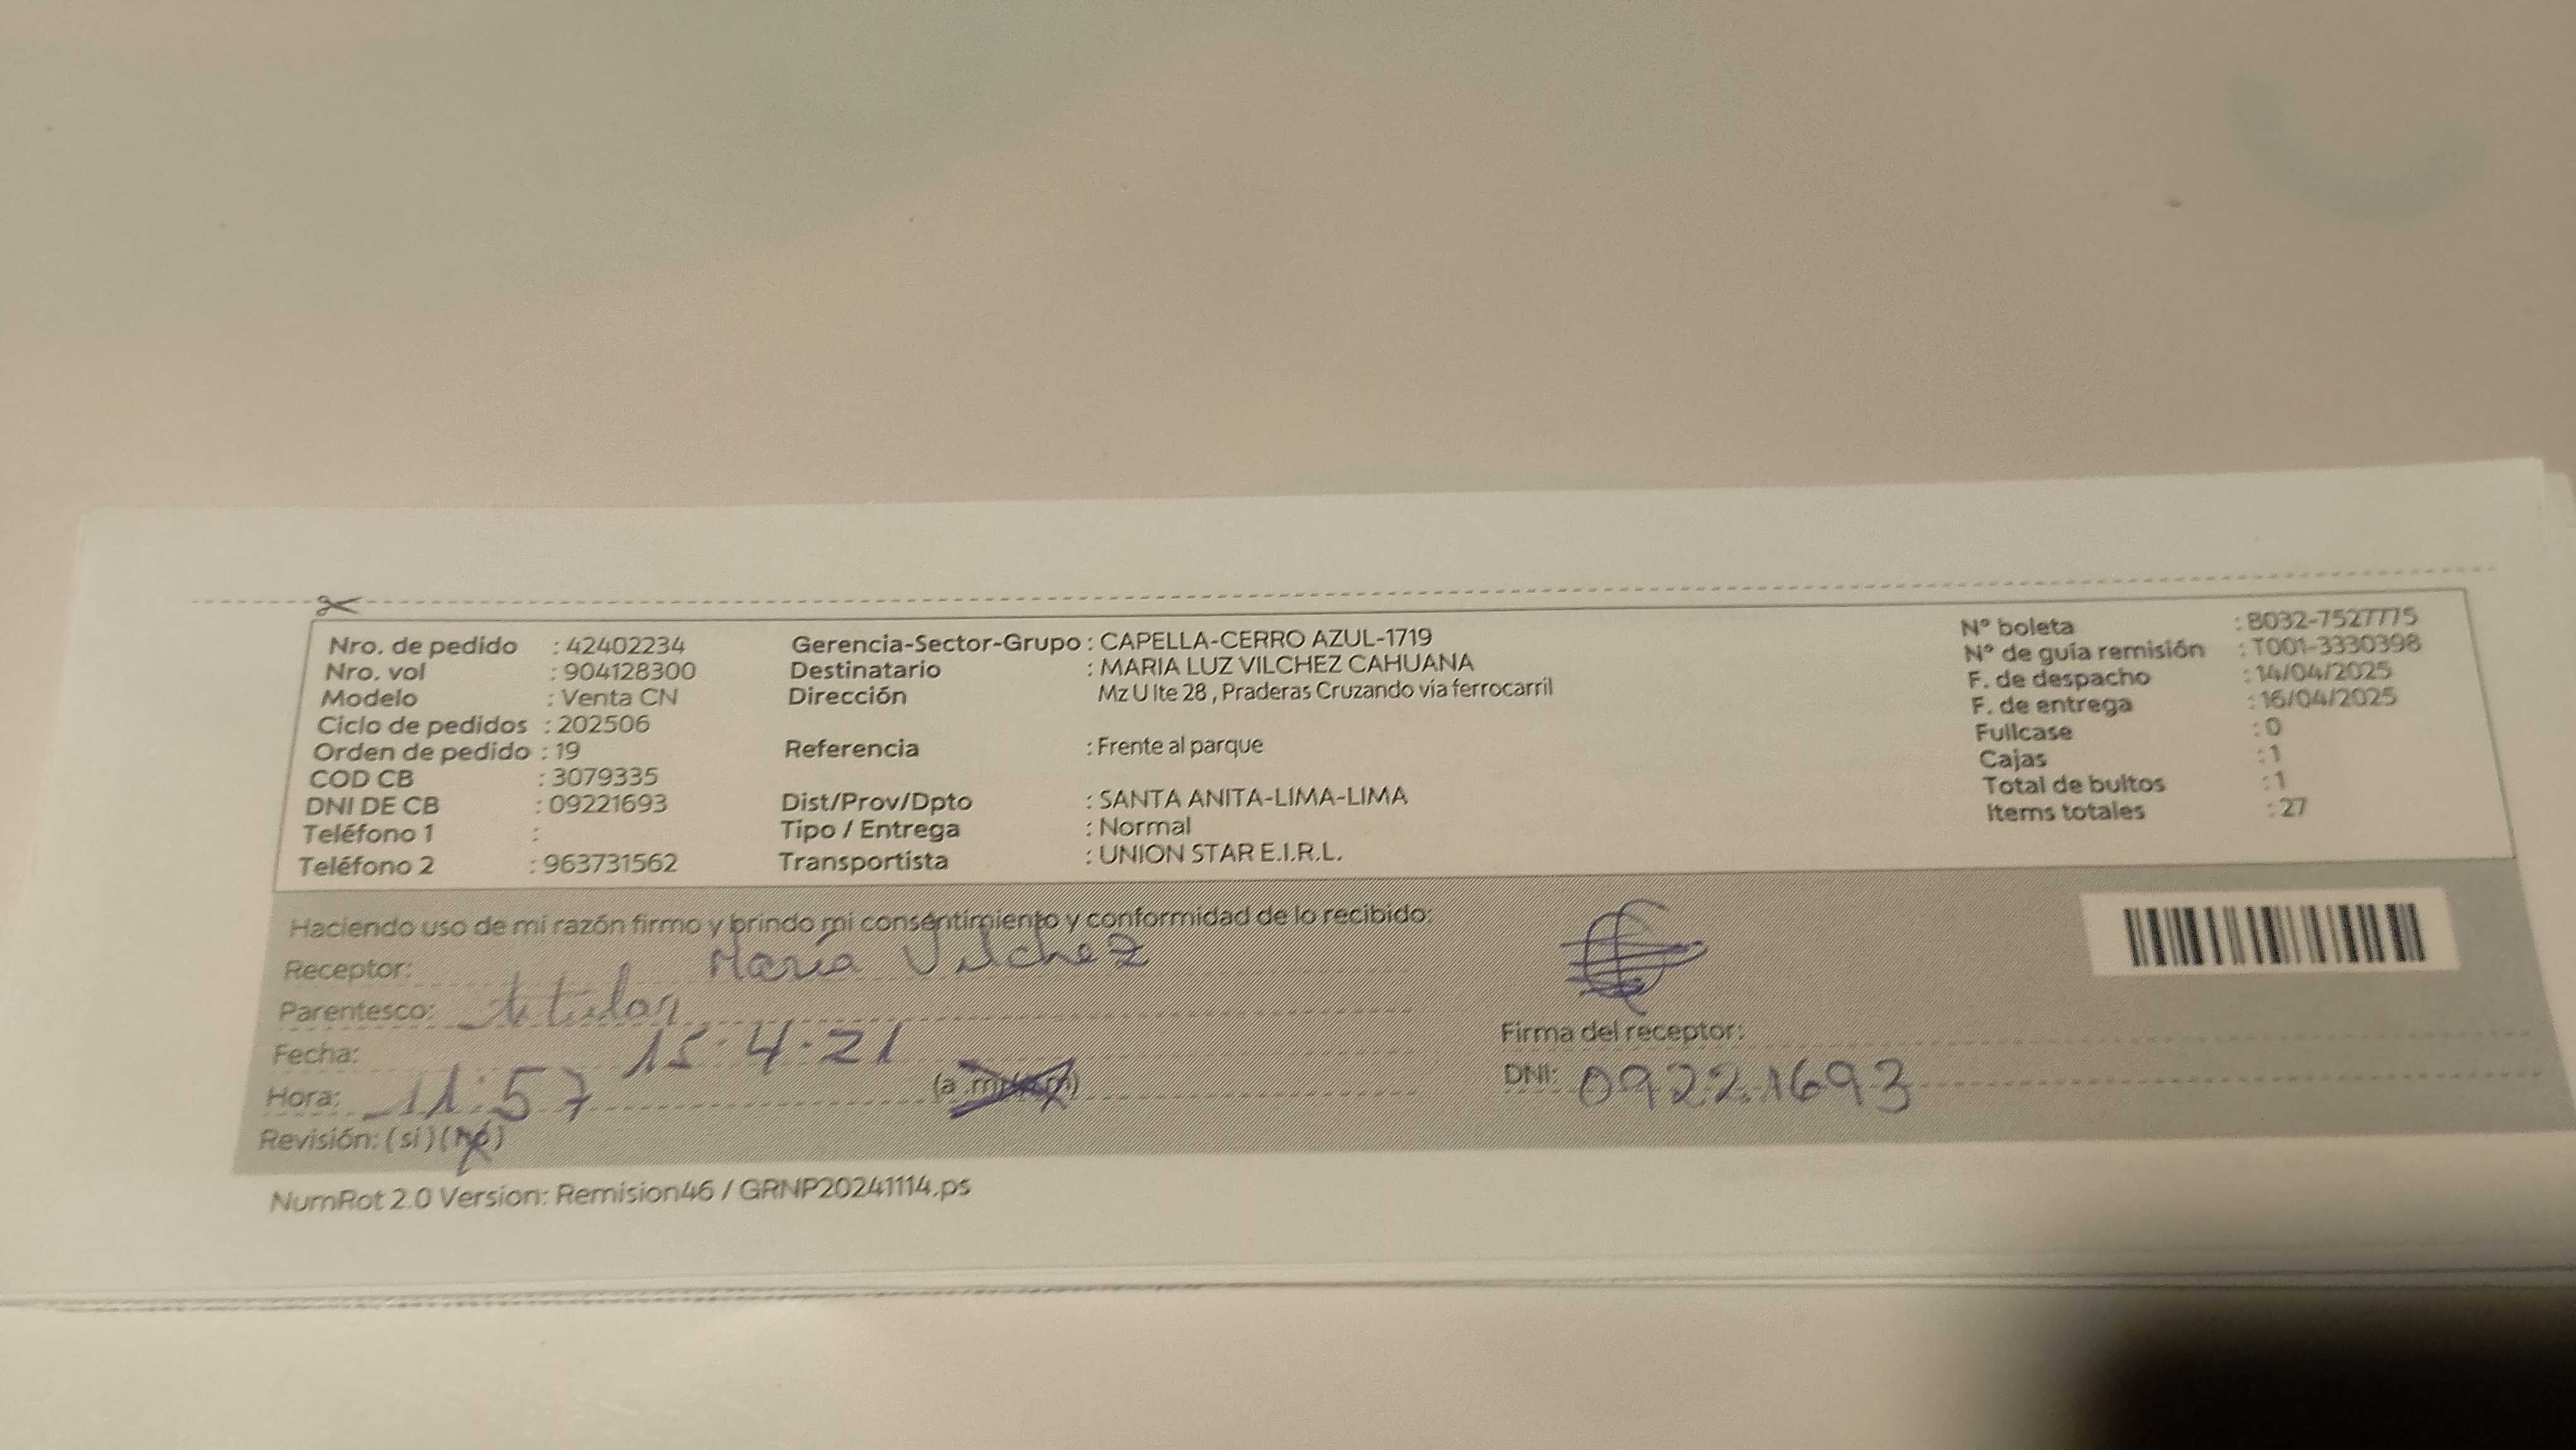 Nro. de pedido : 42402234
Nro. vol : 904128300
Modelo : Venta CN
Ciclo de pedidos : 202506
Orden de pedido : 19
COD CB : 3079335
DNI DE CB : 09221693
Teléfono 1 :
Teléfono 2 : 963731562
Gerencia-Sector-Grupo : CAPELLA-CERRO AZUL-1719
Destinatario : MARIA LUZ VILCHEZ CAHUANA
Dirección Mz U lte 28 , Praderas Cruzando vía ferrocarril
Referencia : Frente al parque
Dist/Prov/Dpto : SANTA ANITA-LIMA-LIMA
Tipo / Entrega : Normal
Transportista : UNION STAR E.I.R.L.
N° boleta : B032-7527775
N° de guía remisión : T001-3330398
F. de despacho : 14/04/2025
F. de entrega : 16/04/2025
Fullcase : 0
Cajas : 1
Total de bultos : 1
Items totales : 27
Haciendo uso de mi razón firmo y brindo mi consentimiento y conformidad de lo recibido:
Receptor: María Vilchez
Parentesco: titular
Fecha: 15·4·21
Hora: 11:57 (a
Revisión: (si) (no)
Firma del receptor:
DNI: 09221693
NumRot 2.0 Version: Remision46 / GRNP20241114.ps